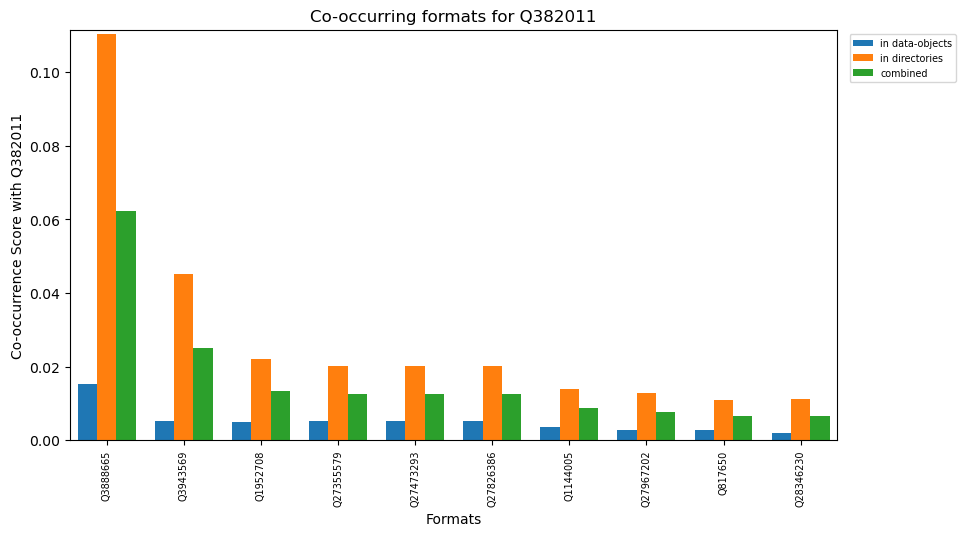 Co-occurring formats for Q382011
in data-objects
in directories
combined
Co-occurrence Score with Q382011
0.10
0.08
0.06
0.04
0.02
0.00
Q3888665
Q3943569
Q1952708
Q27355579
Q27473293
Q27826386
Q1144005
Q27967202
Q817650
Q28346230
Formats